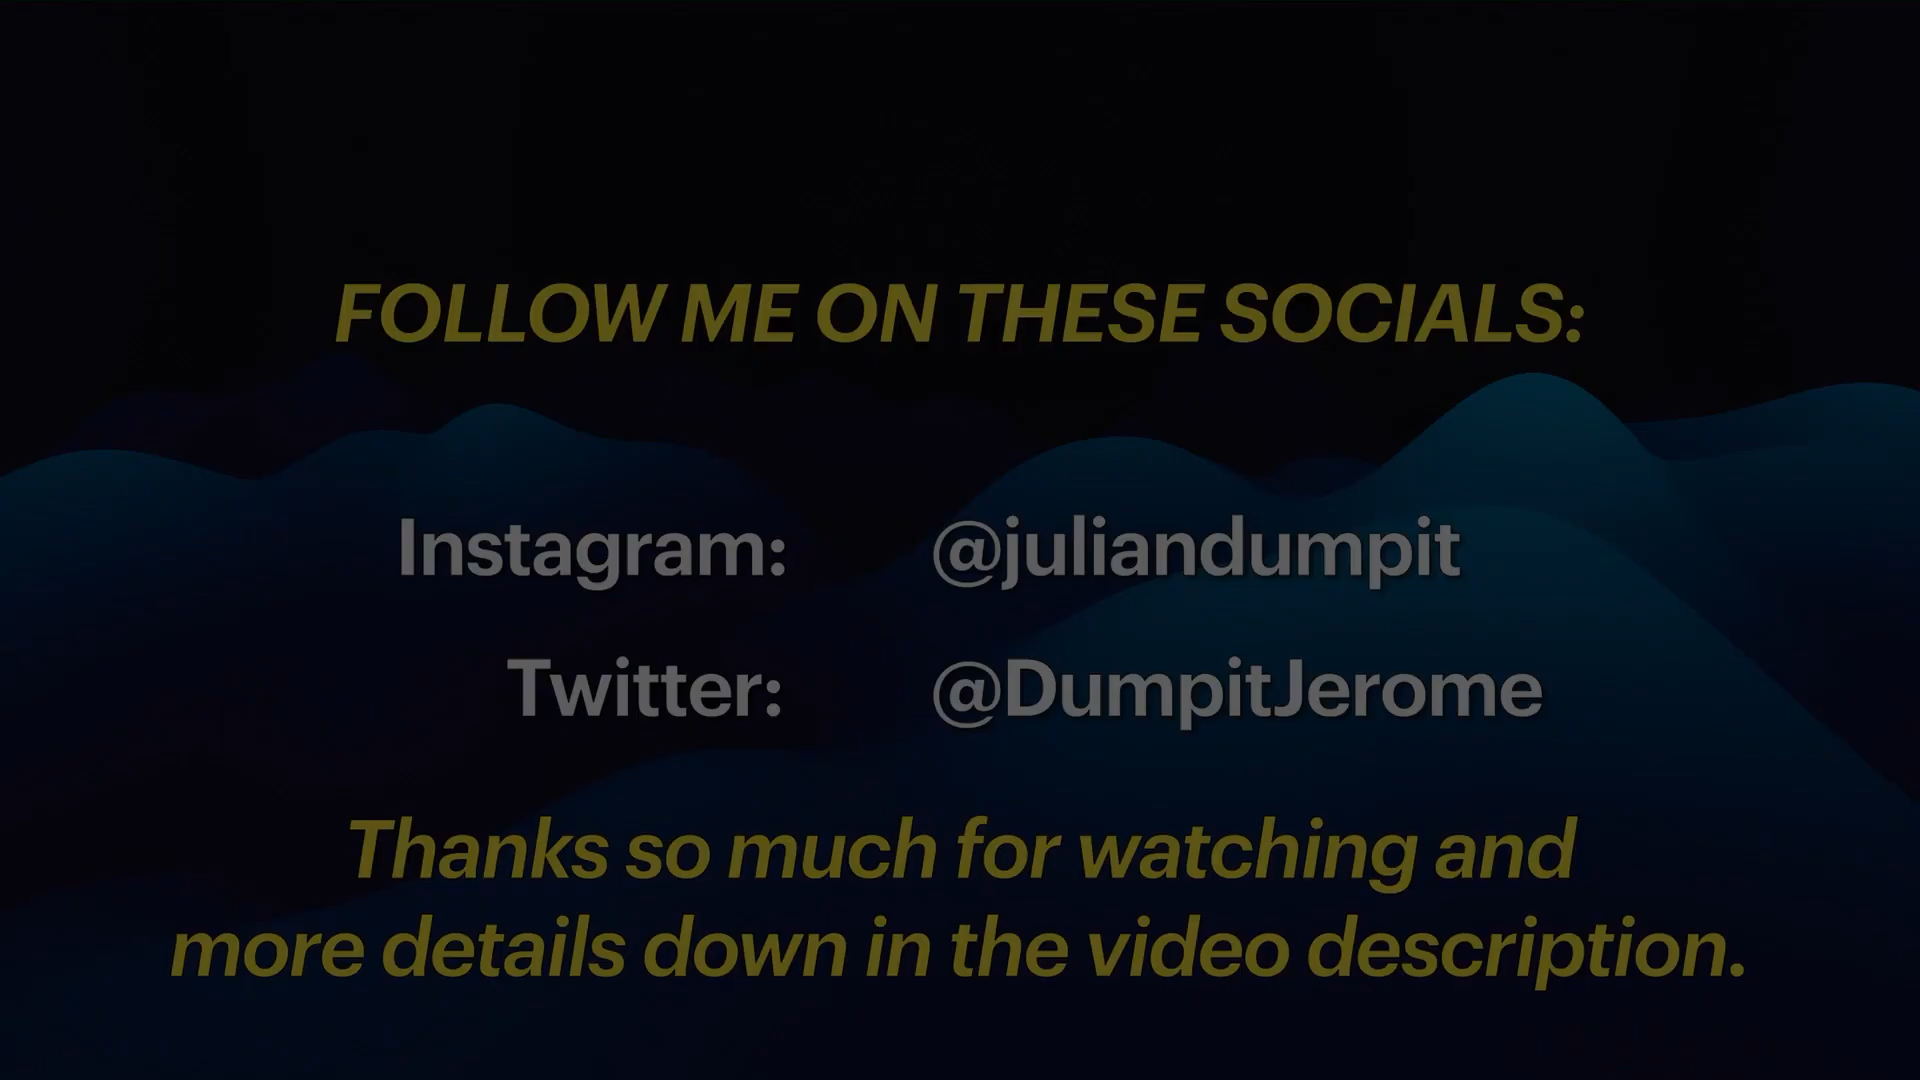 FOLLOW ME ON THESE SOCIALS:
Instagram: @juliandumpit
Twitter: @DumpitJerome
Thanks so much for watching and
more details down in the video description.